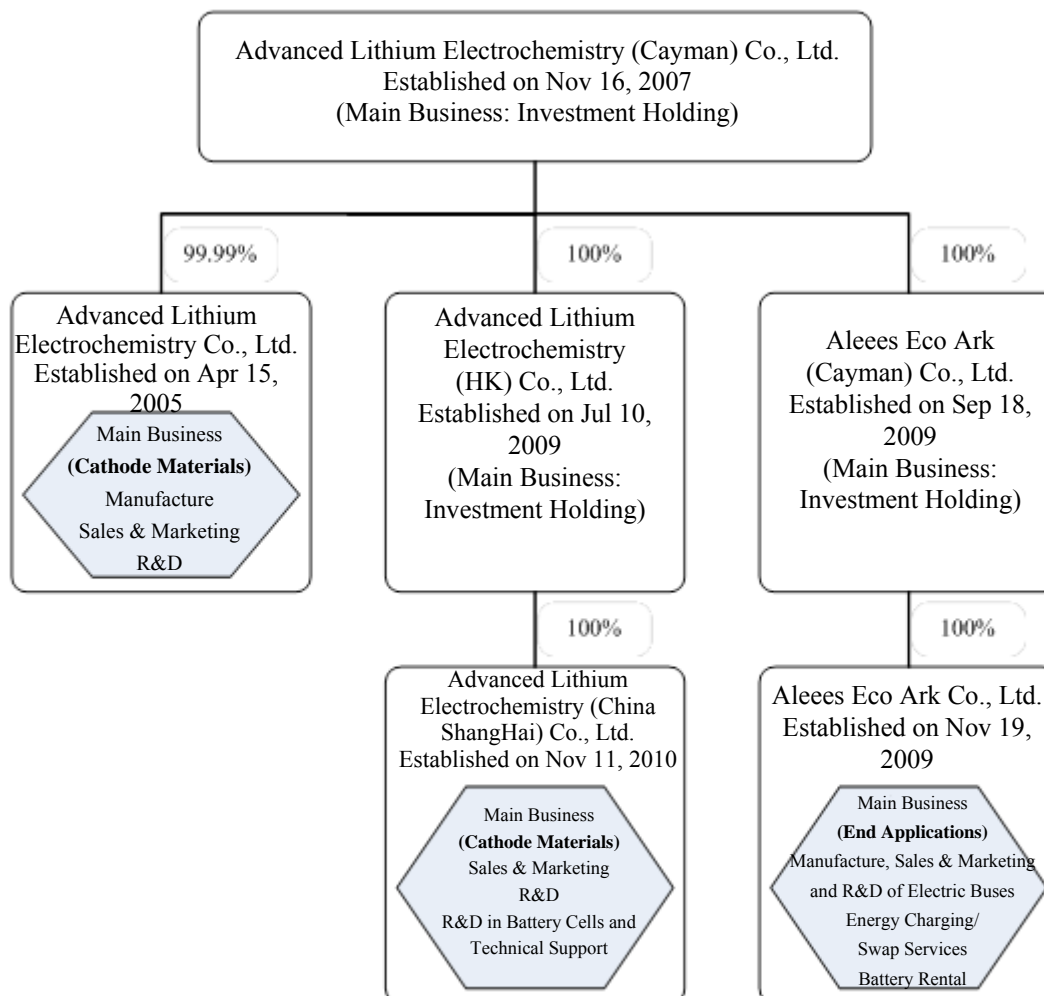 Advanced Lithium Electrochemistry (Cayman) Co., Ltd.
Established on Nov 16, 2007
(Main Business: Investment Holding)
99.99%
100%
100%
Advanced Lithium
Electrochemistry Co., Ltd.
Established on Apr 15,
2005
Main Business
(Cathode Materials)
Manufacture
Sales & Marketing
R&D
Advanced Lithium
Electrochemistry
(HK) Co., Ltd.
Established on Jul 10,
2009
(Main Business:
Investment Holding)
Aleees Eco Ark
(Cayman) Co., Ltd.
Established on Sep 18,
2009
(Main Business:
Investment Holding)
100%
100%
Advanced Lithium
Electrochemistry (China
ShangHai) Co., Ltd.
Established on Nov 11, 2010
Main Business
(Cathode Materials)
Sales & Marketing
R&D
R&D in Battery Cells and
Technical Support
Aleees Eco Ark Co., Ltd.
Established on Nov 19,
2009
Main Business
(End Applications)
Manufacture, Sales & Marketing
and R&D of Electric Buses
Energy Charging/
Swap Services
Battery Rental